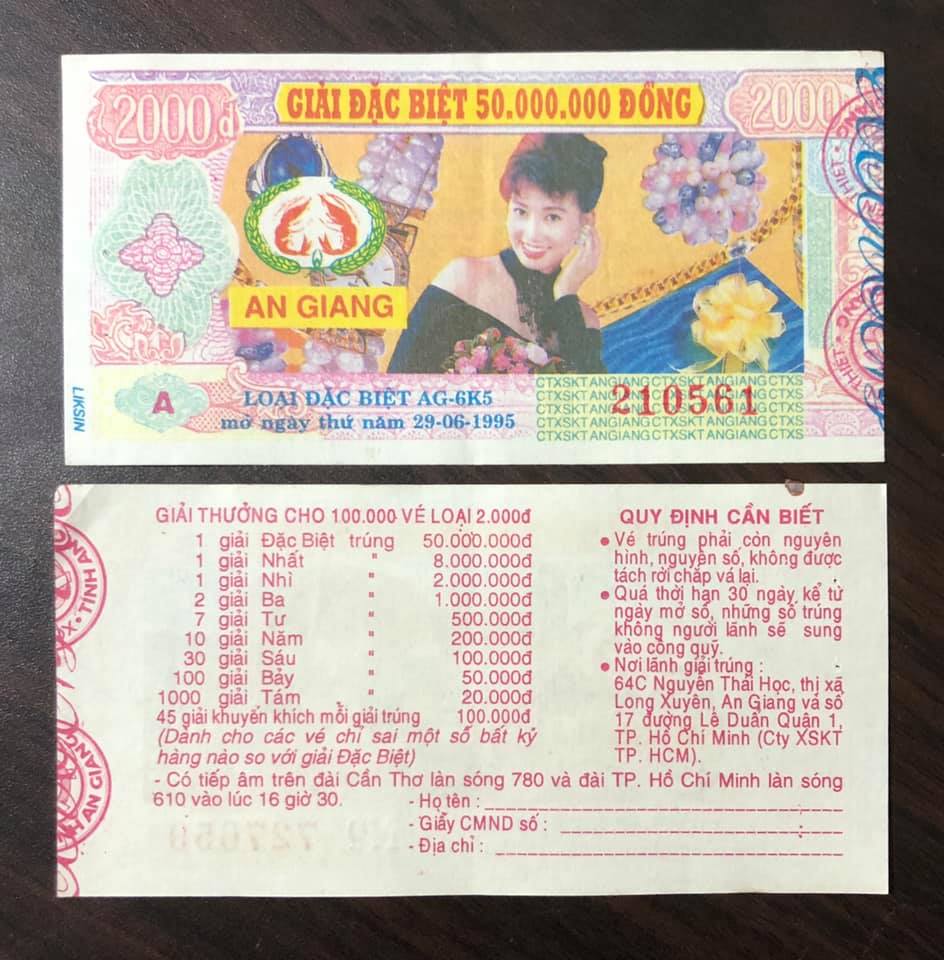 GIẢI ĐẶC BIỆT 50.000.000 ĐỒNG
2000đ
2000
AN GIANG
LIKSIN
A
LOẠI ĐẶC BIỆT AG-6K5
mở ngày thứ năm 29-06-1995
CTXSKT ANGIANG CTXSKT ANGIANG CTXS
210561
GIẢI THƯỞNG CHO 100.000 VÉ LOẠI 2.000đ
1 giải Đặc Biệt trúng 50.000.000đ
1 giải Nhất " 8.000.000đ
1 giải Nhì " 2.000.000đ
2 giải Ba " 1.000.000đ
7 giải Tư " 500.000đ
10 giải Năm " 200.000đ
30 giải Sáu " 100.000đ
100 giải Bảy " 50.000đ
1000 giải Tám " 20.000đ
45 giải khuyến khích mỗi giải trúng 100.000đ
(Dành cho các vé chỉ sai một số bất kỳ
hàng nào so với giải Đặc Biệt)
QUY ĐỊNH CẦN BIẾT
● Vé trúng phải còn nguyên
hình, nguyên số, không được
tách rời chắp vá lại.
● Quá thời hạn 30 ngày kể từ
ngày mở số, những số trúng
không người lãnh sẽ sung
vào công quỹ.
● Nơi lãnh giải trúng :
64C Nguyễn Thái Học, thị xã
Long Xuyên, An Giang và số
17 đường Lê Duẩn Quận 1,
TP. Hồ Chí Minh (Cty XSKT
TP. HCM).
- Có tiếp âm trên đài Cần Thơ làn sóng 780 và đài TP. Hồ Chí Minh làn sóng
610 vào lúc 16 giờ 30.
- Họ tên :
- Giấy CMND số :
- Địa chỉ :
TỈNH ANG
AN GIANG